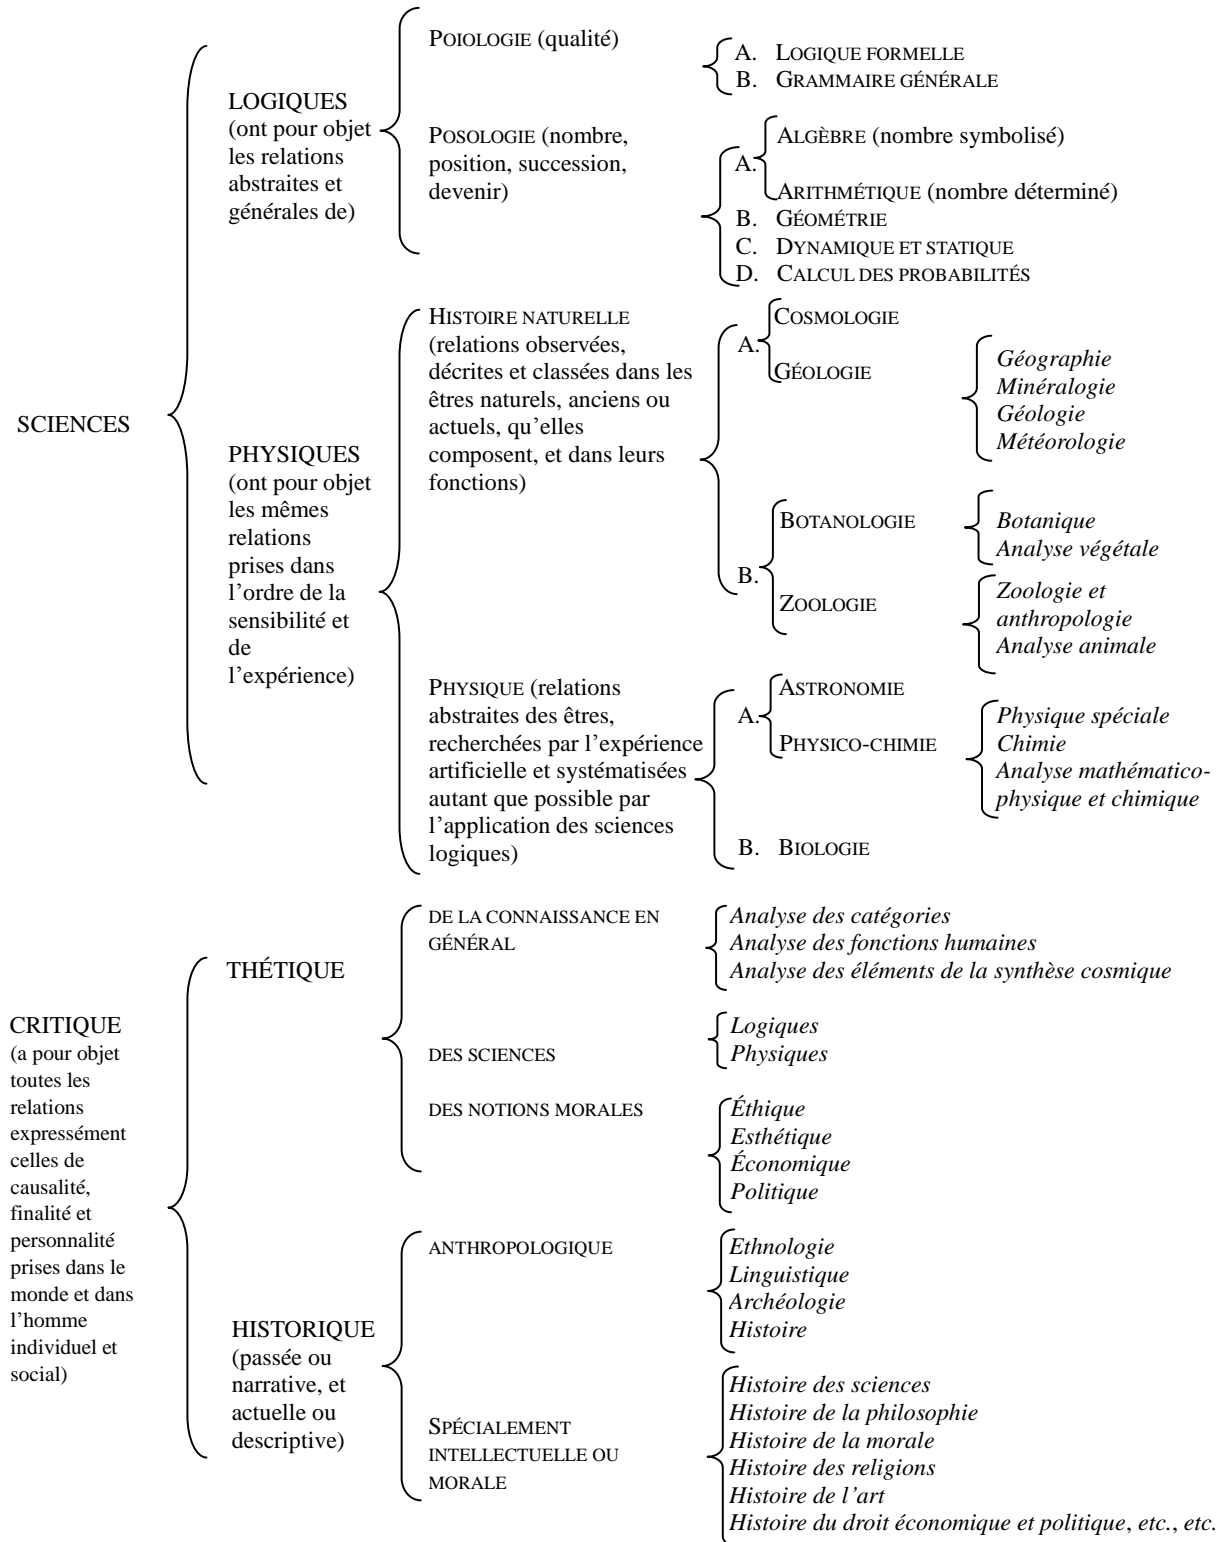 SCIENCES
LOGIQUES
(ont pour objet
les relations
abstraites et
générales de)
POIOLOGIE (qualité)
A. LOGIQUE FORMELLE
B. GRAMMAIRE GÉNÉRALE
POSOLOGIE (nombre,
position, succession,
devenir)
A.
ALGÈBRE (nombre symbolisé)
ARITHMÉTIQUE (nombre déterminé)
B. GÉOMÉTRIE
C. DYNAMIQUE ET STATIQUE
D. CALCUL DES PROBABILITÉS
PHYSIQUES
(ont pour objet
les mêmes
relations
prises dans
l’ordre de la
sensibilité et
de
l’expérience)
HISTOIRE NATURELLE
(relations observées,
décrites et classées dans les
êtres naturels, anciens ou
actuels, qu’elles
composent, et dans leurs
fonctions)
A.
COSMOLOGIE
GÉOLOGIE
Géographie
Minéralogie
Géologie
Météorologie
B.
BOTANOLOGIE
Botanique
Analyse végétale
ZOOLOGIE
Zoologie et
anthropologie
Analyse animale
PHYSIQUE (relations
abstraites des êtres,
recherchées par l’expérience
artificielle et systématisées
autant que possible par
l’application des sciences
logiques)
A.
ASTRONOMIE
PHYSICO-CHIMIE
Physique spéciale
Chimie
Analyse mathématico-
physique et chimique
B. BIOLOGIE
CRITIQUE
(a pour objet
toutes les
relations
expressément
celles de
causalité,
finalité et
personnalité
prises dans le
monde et dans
l’homme
individuel et
social)
THÉTIQUE
DE LA CONNAISSANCE EN
GÉNÉRAL
Analyse des catégories
Analyse des fonctions humaines
Analyse des éléments de la synthèse cosmique
DES SCIENCES
Logiques
Physiques
DES NOTIONS MORALES
Éthique
Esthétique
Économique
Politique
HISTORIQUE
(passée ou
narrative, et
actuelle ou
descriptive)
ANTHROPOLOGIQUE
Ethnologie
Linguistique
Archéologie
Histoire
SPÉCIALEMENT
INTELLECTUELLE OU
MORALE
Histoire des sciences
Histoire de la philosophie
Histoire de la morale
Histoire des religions
Histoire de l’art
Histoire du droit économique et politique, etc., etc.